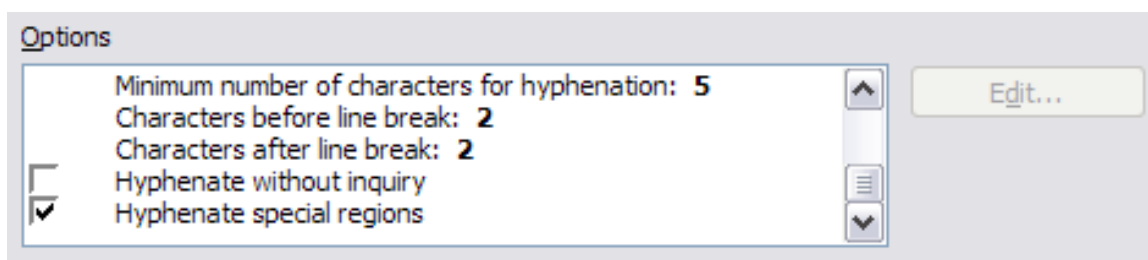 Options
Minimum number of characters for hyphenation: 5
Edit...
Characters before line break: 2
Characters after line break: 2
Hyphenate without inquiry
Hyphenate special regions